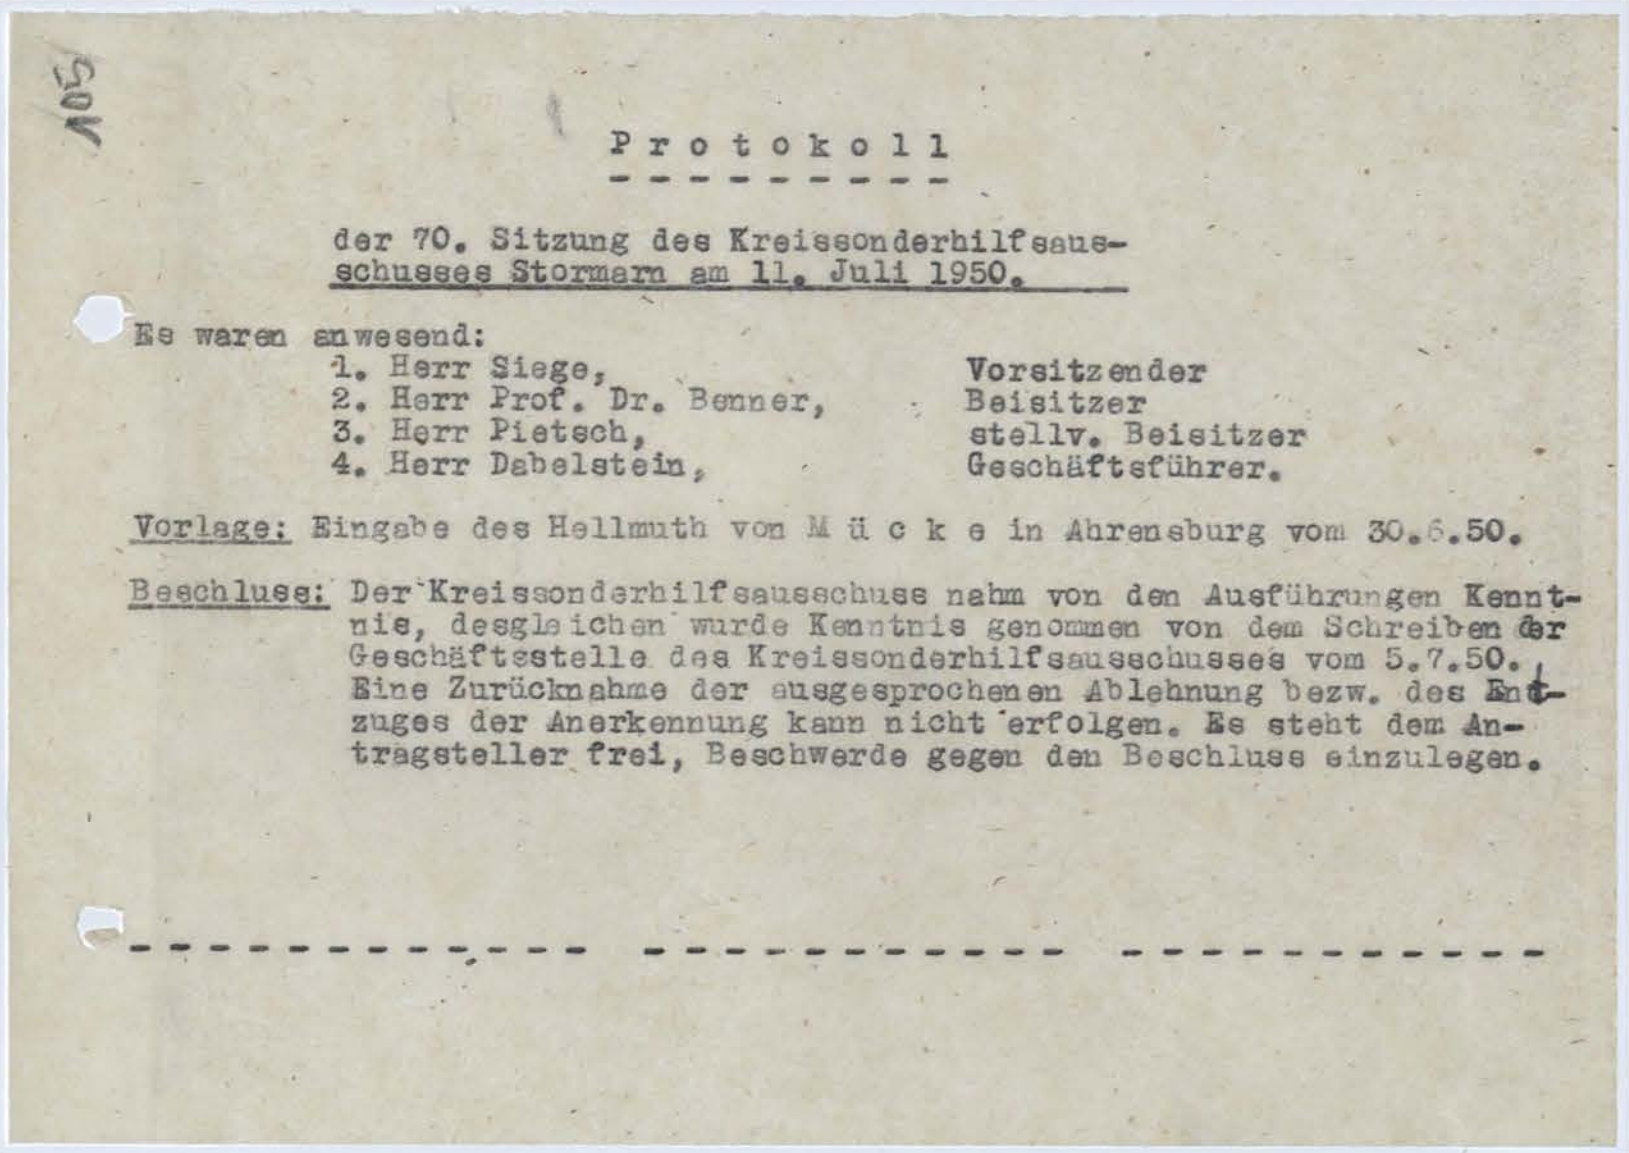 105
Protokoll
- - - - - - - - -
der 70. Sitzung des Kreissonderhilfsaus-
schusses Stormarn am 11. Juli 1950.
Es waren anwesend:
1. Herr Siege, Vorsitzender
2. Herr Prof. Dr. Benner, Beisitzer
3. Herr Pietsch, stellv. Beisitzer
4. Herr Dabelstein, Geschäftsführer.
Vorlage: Eingabe des Hellmuth von M ü c k e in Ahrensburg vom 30.6.50.
Beschluss: Der Kreissonderhilfsausschuss nahm von den Ausführungen Kennt-
nis, desgleichen wurde Kenntnis genommen von dem Schreiben der
Geschäftsstelle des Kreissonderhilfsausschusses vom 5.7.50.
Eine Zurücknahme der ausgesprochenen Ablehnung bezw. des Ent-
zuges der Anerkennung kann nicht erfolgen. Es steht dem An-
tragsteller frei, Beschwerde gegen den Beschluss einzulegen.